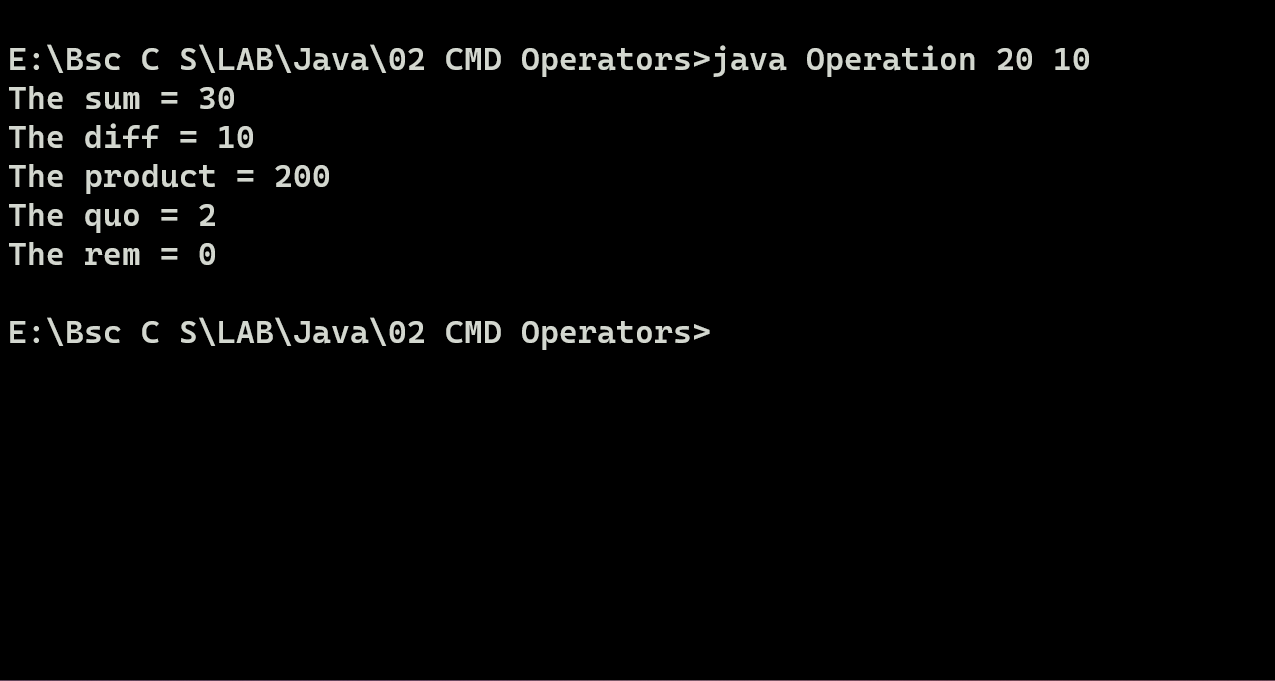 E:\Bsc C S\LAB\Java\02 CMD Operators>java Operation 20 10
The sum = 30
The diff = 10
The product = 200
The quo = 2
The rem = 0
E:\Bsc C S\LAB\Java\02 CMD Operators>